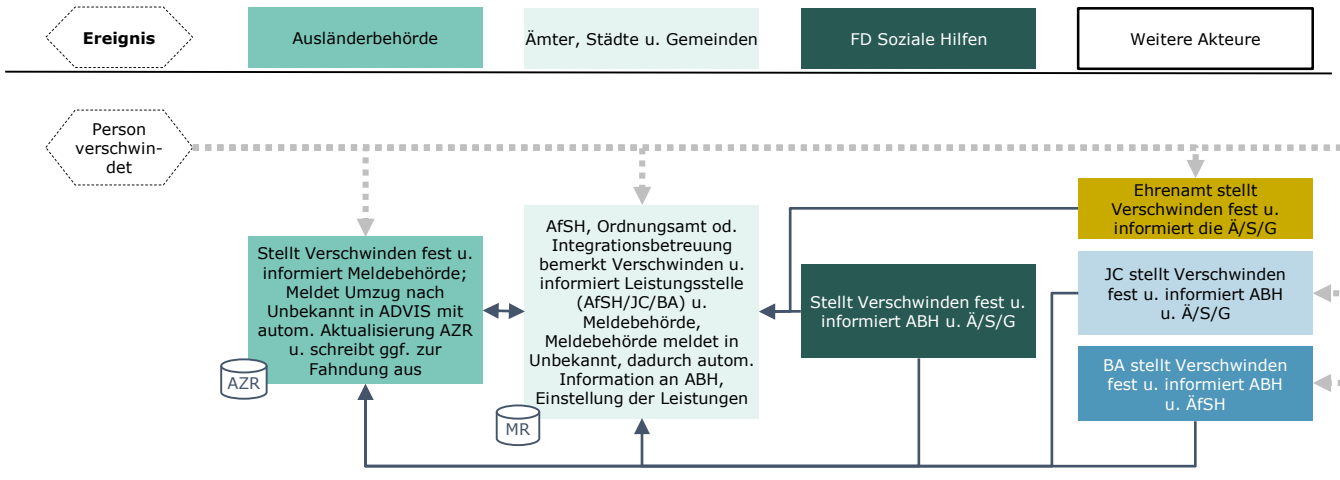 Ereignis
Ausländerbehörde
Ämter, Städte u. Gemeinden
FD Soziale Hilfen
Weitere Akteure
Person
verschwin-
det
Stellt Verschwinden fest u.
informiert Meldebehörde;
Meldet Umzug nach
Unbekannt in ADVIS mit
autom. Aktualisierung AZR
u. schreibt ggf. zur
Fahndung aus
AZR
AfSH, Ordnungsamt od.
Integrationsbetreuung
bemerkt Verschwinden u.
informiert Leistungsstelle
(AfSH/JC/BA) u.
Meldebehörde,
Meldebehörde meldet in
Unbekannt, dadurch autom.
Information an ABH,
Einstellung der Leistungen
MR
Stellt Verschwinden fest u.
informiert ABH u. Ä/S/G
Ehrenamt stellt
Verschwinden fest u.
informiert die Ä/S/G
JC stellt Verschwinden
fest u. informiert ABH
u. Ä/S/G
BA stellt Verschwinden
fest u. informiert ABH
u. ÄfSH